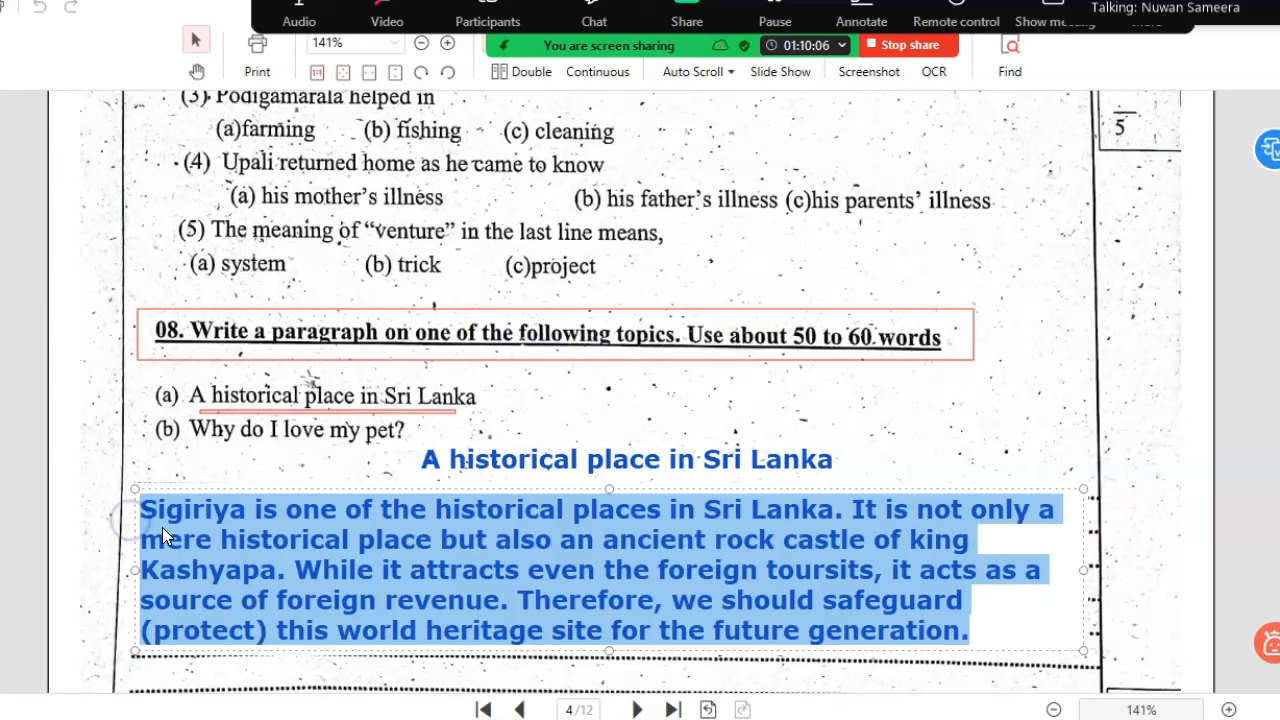 Talking: Nuwan Sameera
Audio Video Participants Chat Share Pause Annotate Remote control Show
141% You are screen sharing 01:10:06 Stop share
Print Double Continuous Auto Scroll Slide Show Screenshot OCR Find
(3) Podigamarala helped in
(a)farming (b) fishing (c) cleaning
5
(4) Upali returned home as he came to know
(a) his mother's illness (b) his father's illness (c)his parents' illness
(5) The meaning of "venture" in the last line means,
(a) system (b) trick (c)project
08. Write a paragraph on one of the following topics. Use about 50 to 60 words
(a) A historical place in Sri Lanka
(b) Why do I love my pet?
A historical place in Sri Lanka
Sigiriya is one of the historical places in Sri Lanka. It is not only a
mere historical place but also an ancient rock castle of king
Kashyapa. While it attracts even the foreign toursits, it acts as a
source of foreign revenue. Therefore, we should safeguard
(protect) this world heritage site for the future generation.
4/12 141%